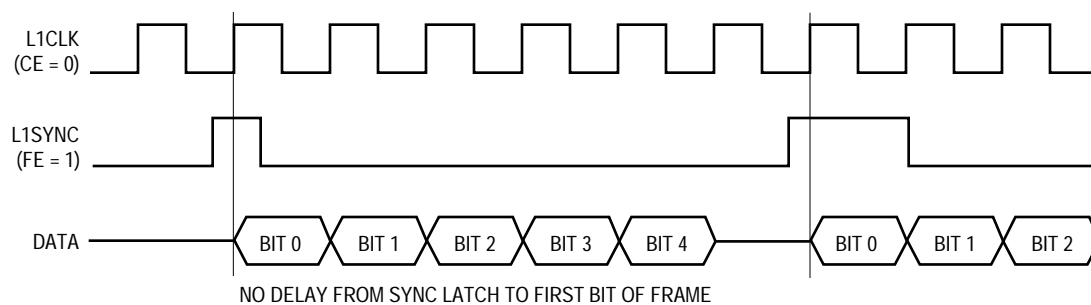 L1CLK
(CE = 0)
L1SYNC
(FE = 1)
DATA
BIT 0 BIT 1 BIT 2 BIT 3 BIT 4 BIT 0 BIT 1 BIT 2
NO DELAY FROM SYNC LATCH TO FIRST BIT OF FRAME